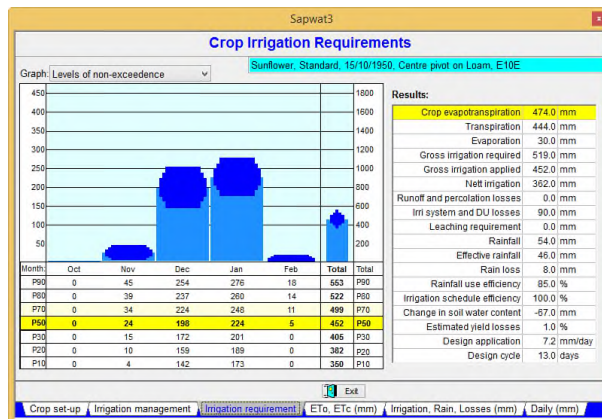 Sapwat3
x
Crop Irrigation Requirements
Graph: Levels of non-exceedence
Sunflower, Standard, 15/10/1950, Centre pivot on Loam, E10E
450 1800
400 1600
350 1400
300 1200
250 1000
200 800
150 600
100 400
50 200
Month: Oct Nov Dec Jan Feb Total Total
P90 0 45 254 276 18 553 P90
P80 0 39 237 260 14 522 P80
P70 0 34 224 248 11 499 P70
P50 0 24 198 224 5 452 P50
P30 0 15 172 201 0 405 P30
P20 0 10 159 189 0 382 P20
P10 0 4 142 173 0 350 P10
Results:
Crop evapotranspiration 474.0 mm
Transpiration 444.0 mm
Evaporation 30.0 mm
Gross irrigation required 519.0 mm
Gross irrigation applied 452.0 mm
Nett irrigation 362.0 mm
Runoff and percolation losses 0.0 mm
Irri system and DU losses 90.0 mm
Leaching requirement 0.0 mm
Rainfall 54.0 mm
Effective rainfall 46.0 mm
Rain loss 8.0 mm
Rainfall use efficiency 85.0 %
Irrigation schedule efficiency 100.0 %
Change in soil water content -67.0 mm
Estimated yield losses 1.0 %
Design application 7.2 mm/day
Design cycle 13.0 days
Exit
Crop set-up Irrigation management Irrigation requirement ETo, ETc (mm) Irrigation, Rain, Losses (mm) Daily (mm)